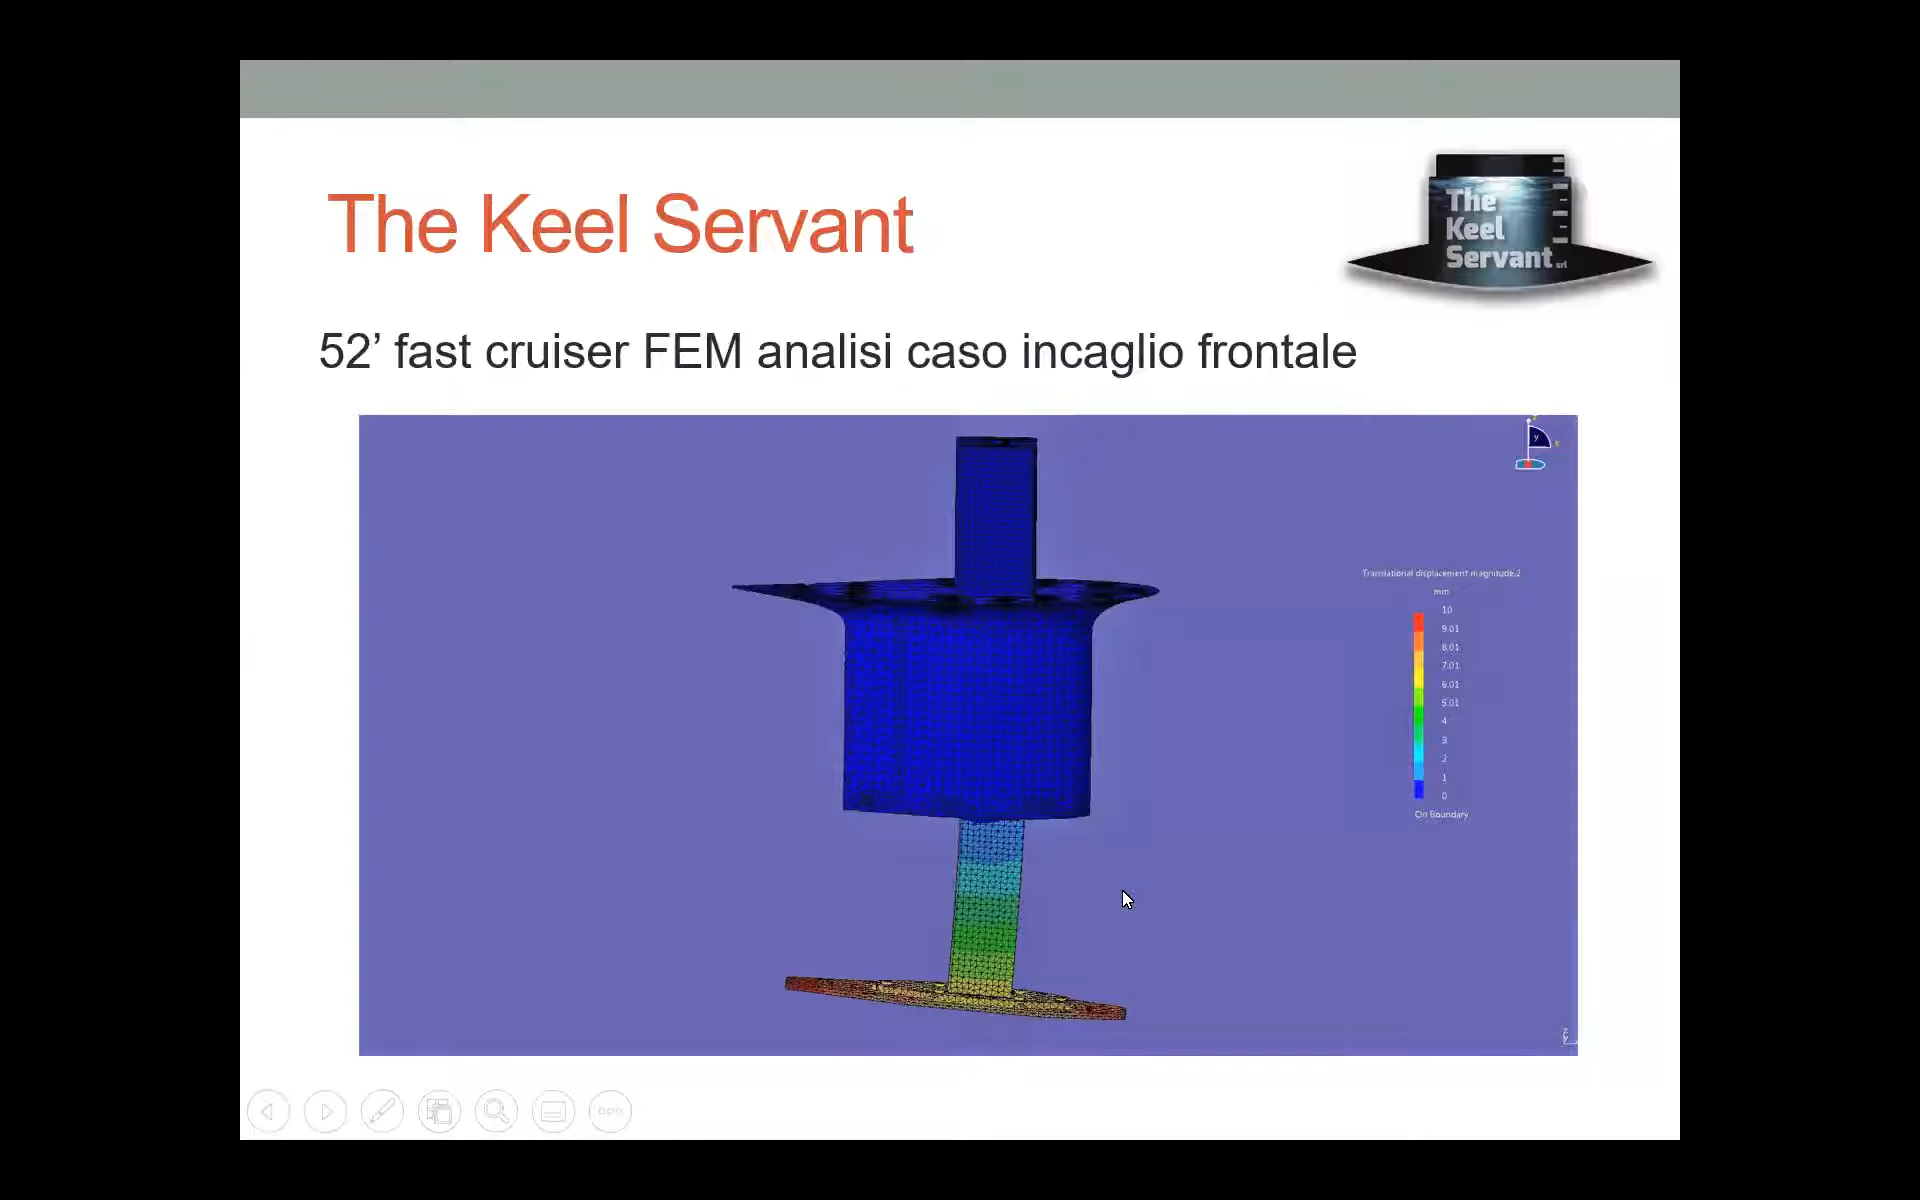 The Keel Servant
The
Keel
Servant srl
52’ fast cruiser FEM analisi caso incaglio frontale
z
y
x
Translational displacement magnitude.2
mm
10
9.01
8.01
7.01
6.01
5.01
4
3
2
1
0
On Boundary